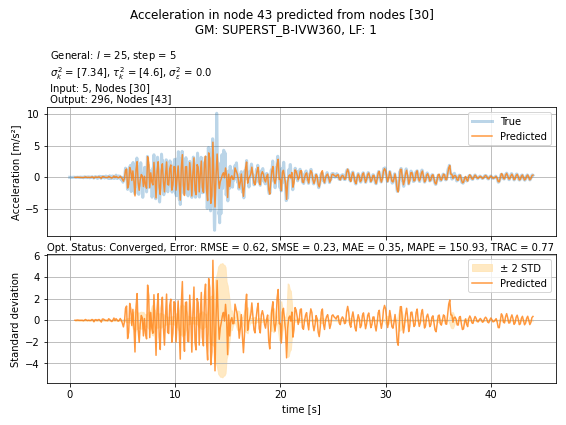 Acceleration in node 43 predicted from nodes [30]
GM: SUPERST_B-IVW360, LF: 1
General: l = 25, step = 5
σ²ₖ = [7.34], τ²ₖ = [4.6], σ²ε = 0.0
Input: 5, Nodes [30]
Output: 296, Nodes [43]
Acceleration [m/s²]
10
5
0
−5
True
Predicted
Opt. Status: Converged, Error: RMSE = 0.62, SMSE = 0.23, MAE = 0.35, MAPE = 150.93, TRAC = 0.77
Standard deviation
6
4
2
0
−2
−4
± 2 STD
Predicted
0 10 20 30 40
time [s]